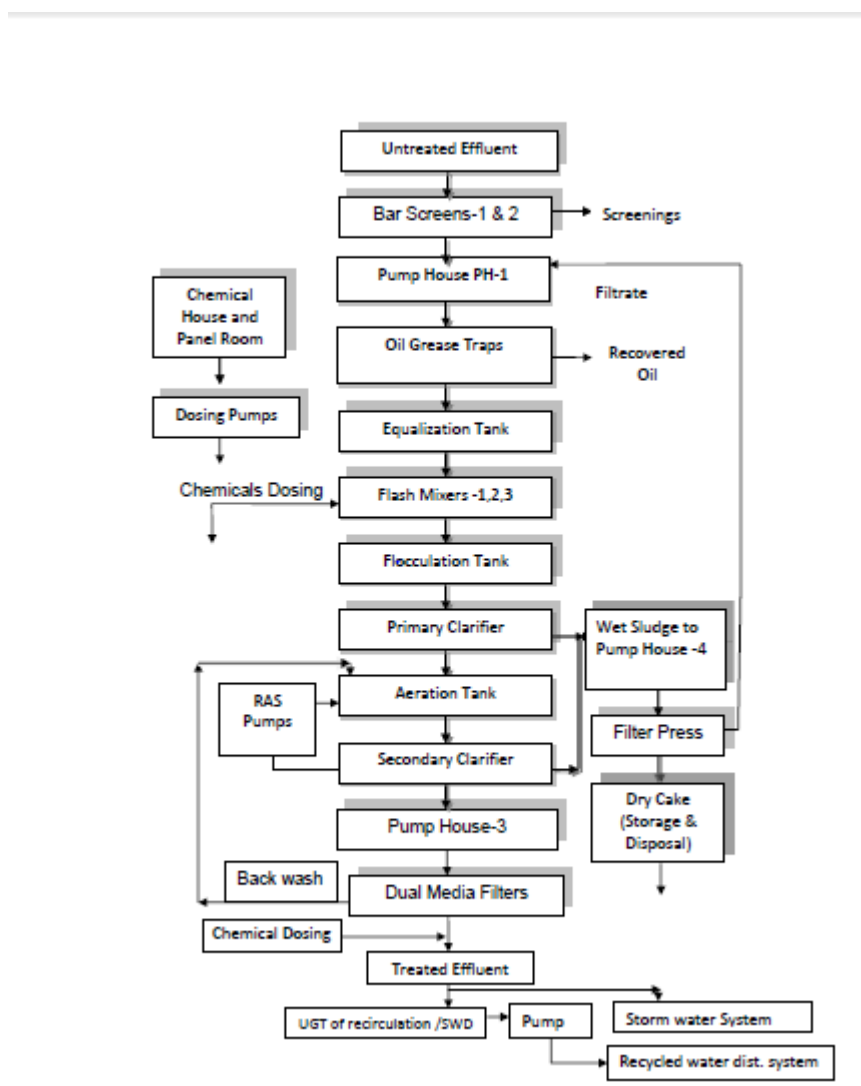 Untreated Effluent
Bar Screens-1 & 2
Screenings
Pump House PH-1
Filtrate
Chemical
House and
Panel Room
Oil Grease Traps
Recovered
Oil
Dosing Pumps
Equalization Tank
Chemicals Dosing
Flash Mixers -1,2,3
Flocculation Tank
Primary Clarifier
Wet Sludge to
Pump House -4
Aeration Tank
RAS
Pumps
Filter Press
Secondary Clarifier
Dry Cake
(Storage &
Disposal)
Pump House-3
Back wash
Dual Media Filters
Chemical Dosing
Treated Effluent
UGT of recirculation /SWD
Pump
Storm water System
Recycled water dist. system